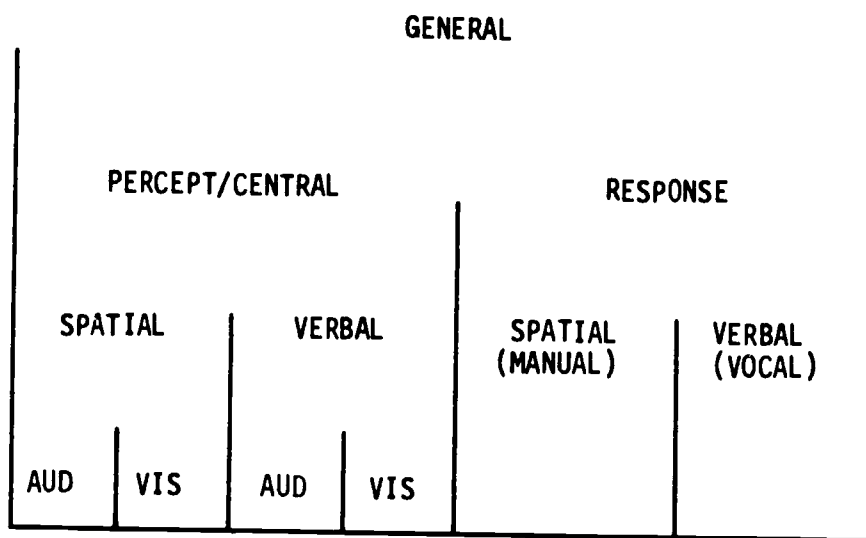 GENERAL
PERCEPT/CENTRAL
RESPONSE
SPATIAL
VERBAL
SPATIAL
(MANUAL)
VERBAL
(VOCAL)
AUD
VIS
AUD
VIS